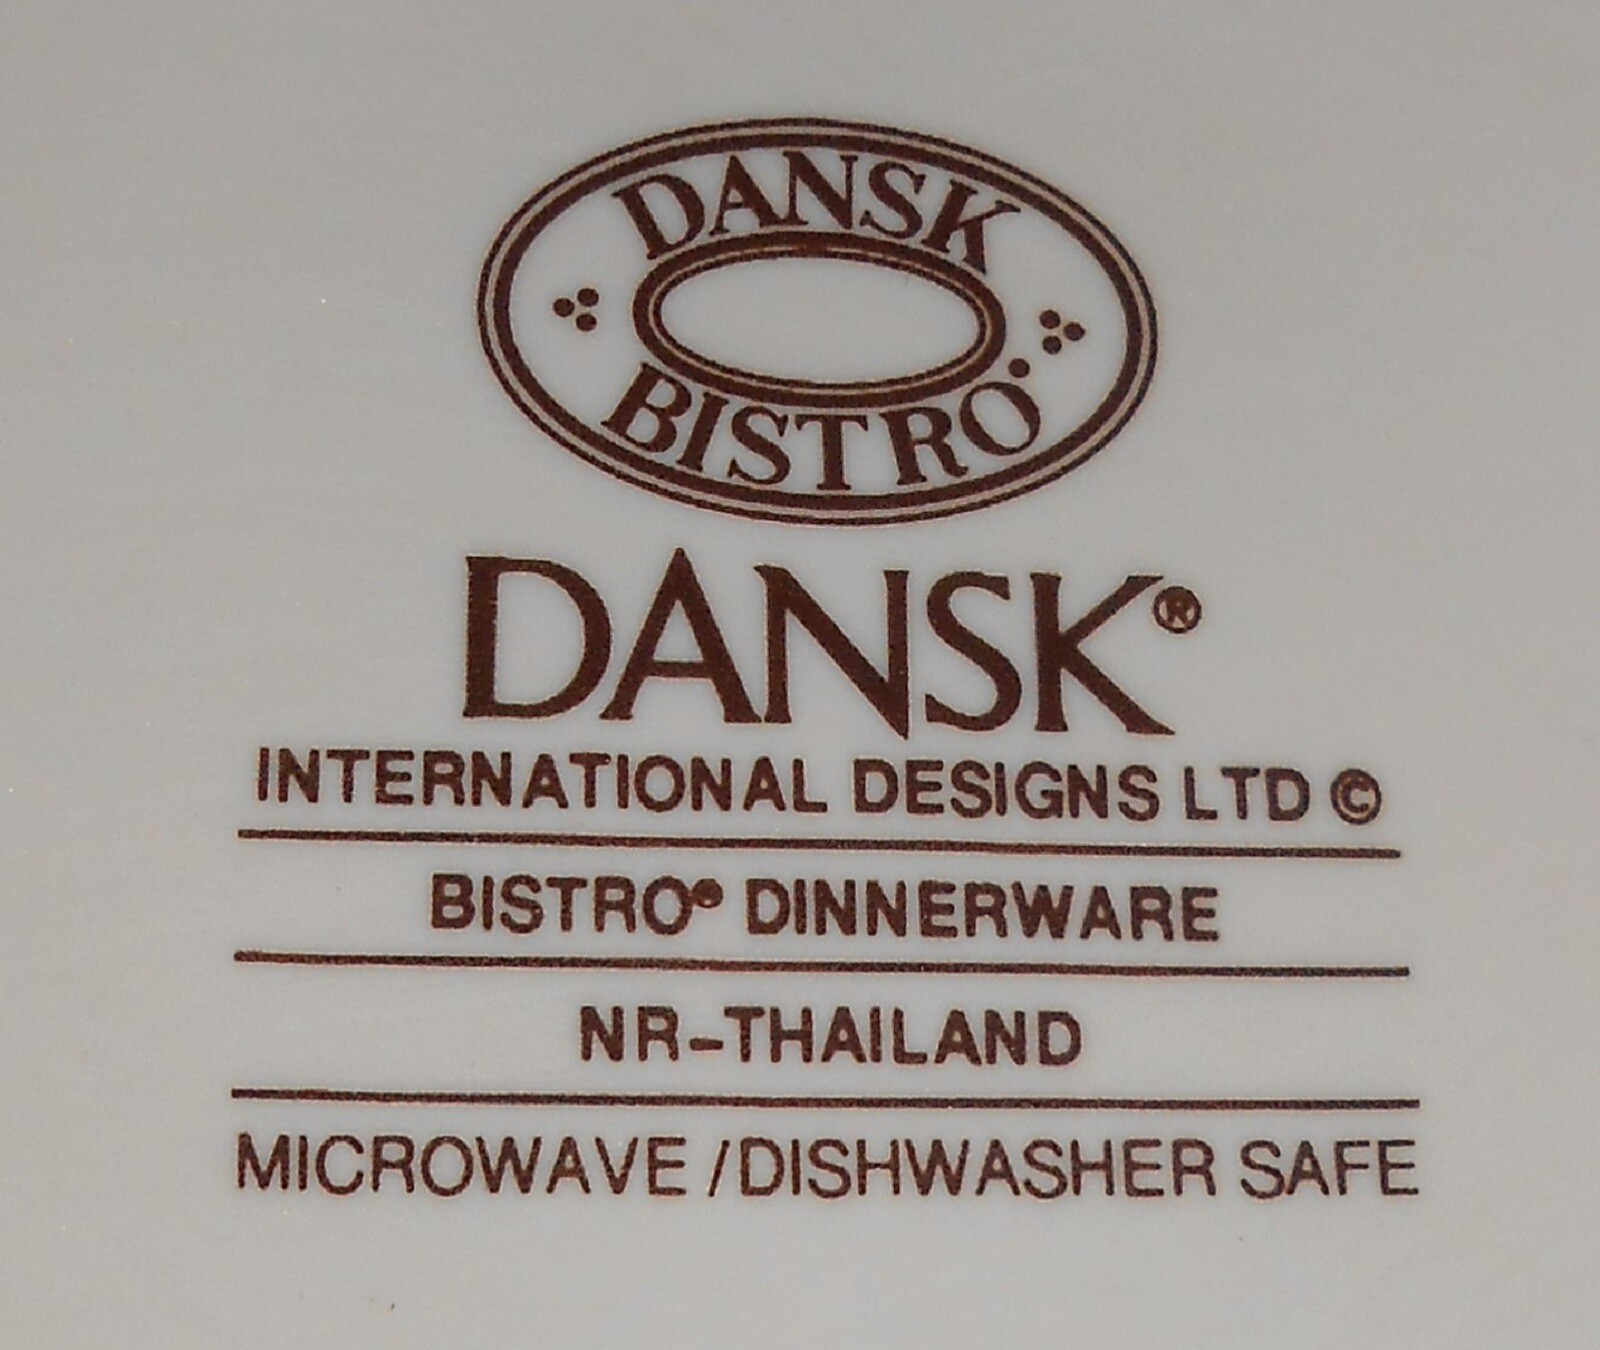 DANSK
BISTRO®
DANSK®
INTERNATIONAL DESIGNS LTD ©
BISTRO® DINNERWARE
NR-THAILAND
MICROWAVE/DISHWASHER SAFE